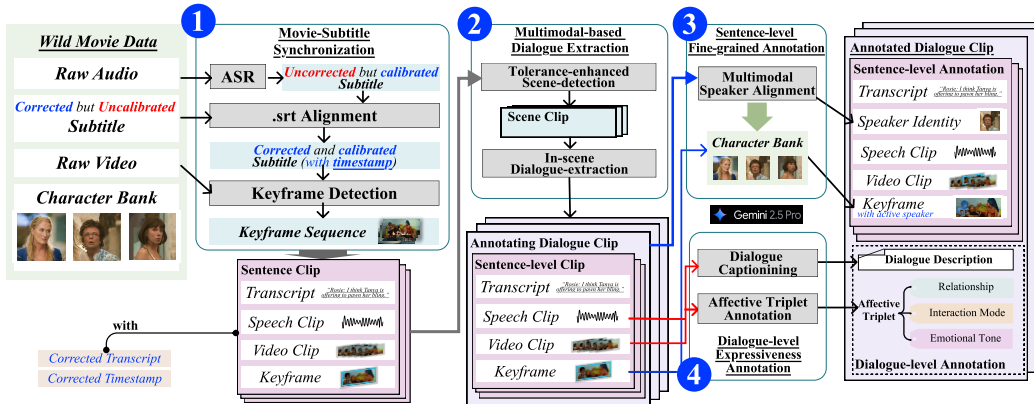 Wild Movie Data
Raw Audio
Corrected but Uncalibrated
Subtitle
Raw Video
Character Bank
1
Movie-Subtitle
Synchronization
ASR
Uncorrected but calibrated
Subtitle
.srt Alignment
Corrected and calibrated
Subtitle (with timestamp)
Keyframe Detection
Keyframe Sequence
Sentence Clip
Transcript
"Rosie: I think Tanya is
offering to pawn her bling."
Speech Clip
Video Clip
Keyframe
with
Corrected Transcript
Corrected Timestamp
2
Multimodal-based
Dialogue Extraction
Tolerance-enhanced
Scene-detection
Scene Clip
In-scene
Dialogue-extraction
Annotating Dialogue Clip
Sentence-level Clip
Transcript
"Rosie: I think Tanya is
offering to pawn her bling."
Speech Clip
Video Clip
Keyframe
3
Sentence-level
Fine-grained Annotation
Multimodal
Speaker Alignment
Character Bank
Gemini 2.5 Pro
Dialogue
Captionining
Affective Triplet
Annotation
4
Dialogue-level
Expressiveness
Annotation
Annotated Dialogue Clip
Sentence-level Annotation
Transcript
"Rosie: I think Tanya is
offering to pawn her bling."
Speaker Identity
Speech Clip
Video Clip
Keyframe
with active speaker
Dialogue Description
Affective
Triplet
Relationship
Interaction Mode
Emotional Tone
Dialogue-level Annotation